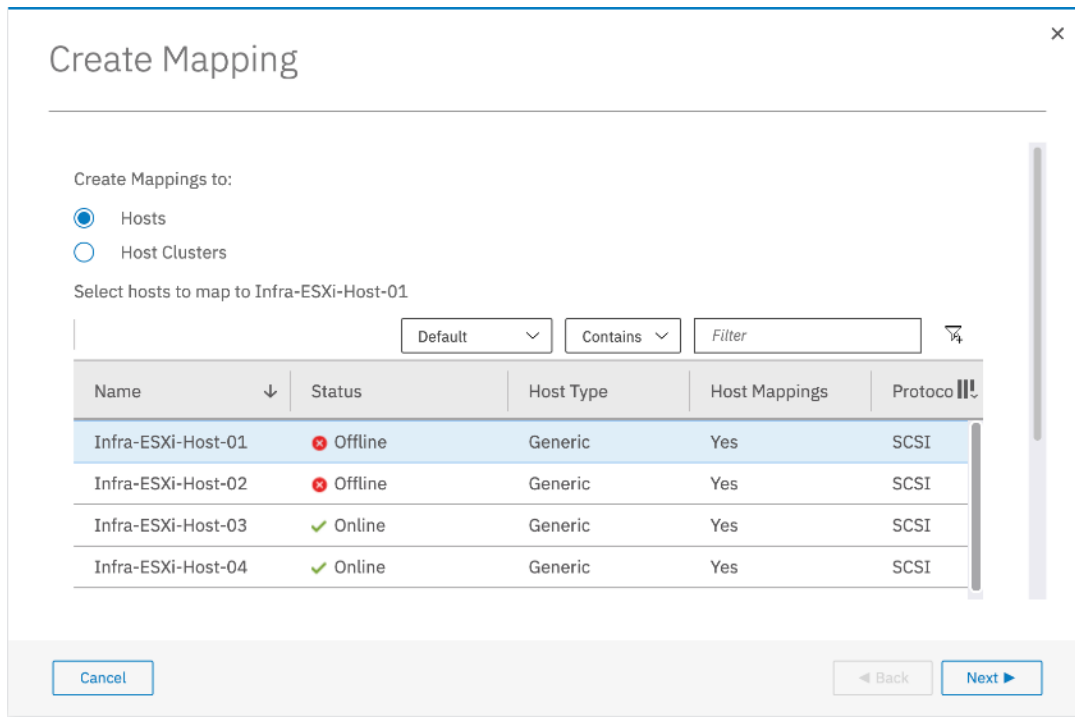 Create Mapping
Create Mappings to:
Hosts
Host Clusters
Select hosts to map to Infra-ESXi-Host-01
Default Contains Filter
Name Status Host Type Host Mappings Protoco
Infra-ESXi-Host-01 Offline Generic Yes SCSI
Infra-ESXi-Host-02 Offline Generic Yes SCSI
Infra-ESXi-Host-03 Online Generic Yes SCSI
Infra-ESXi-Host-04 Online Generic Yes SCSI
Cancel Back Next